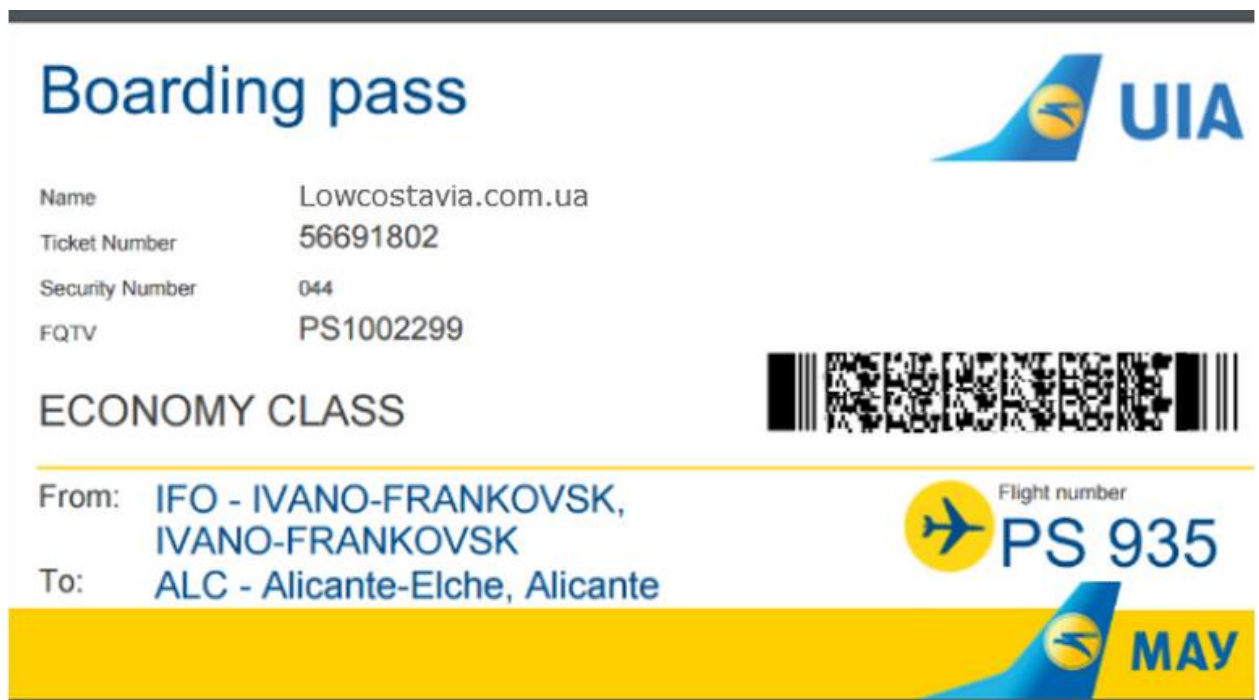 Boarding pass
UIA
Name Lowcostavia.com.ua
Ticket Number 56691802
Security Number 044
FQTV PS1002299
ECONOMY CLASS
From: IFO - IVANO-FRANKOVSK,
IVANO-FRANKOVSK
To: ALC - Alicante-Elche, Alicante
Flight number
PS 935
МАУ